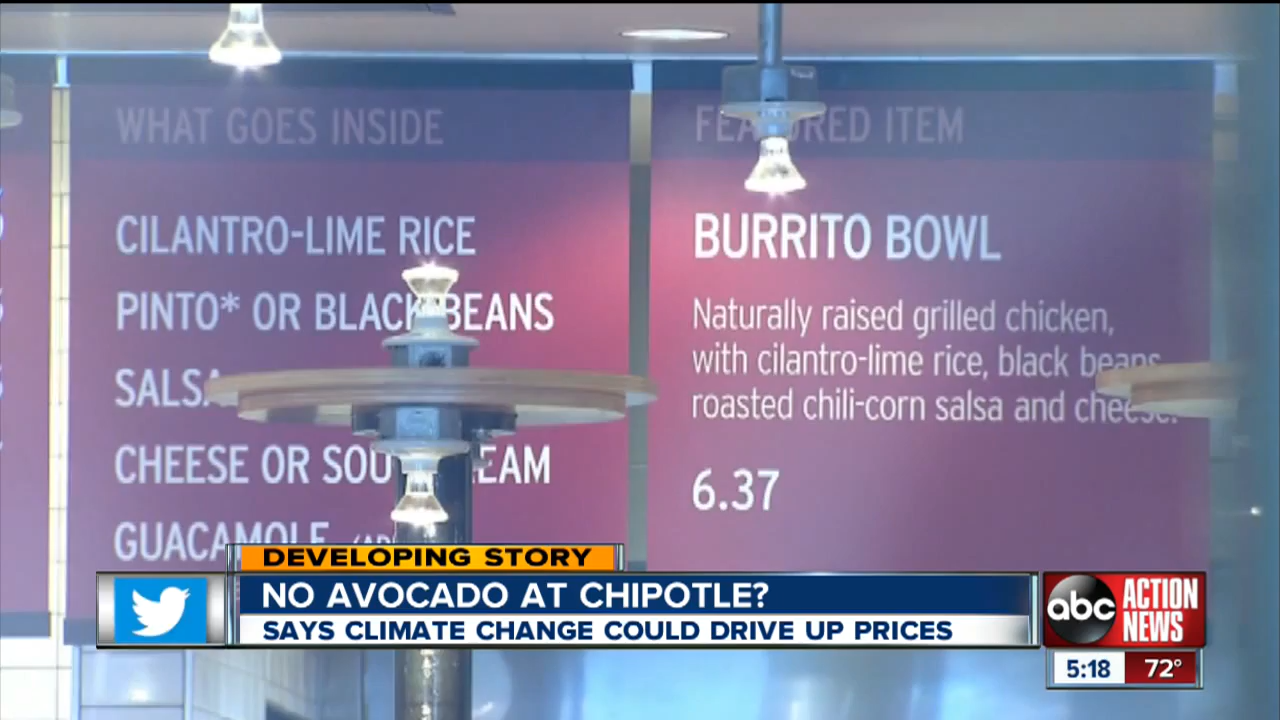 WHAT GOES INSIDE
CILANTRO-LIME RICE
PINTO* OR BLACK BEANS
SALSA
CHEESE OR SOUR CREAM
GUACAMOLE
FEATURED ITEM
BURRITO BOWL
Naturally raised grilled chicken,
with cilantro-lime rice, black beans,
roasted chili-corn salsa and cheese.
6.37
DEVELOPING STORY
NO AVOCADO AT CHIPOTLE?
SAYS CLIMATE CHANGE COULD DRIVE UP PRICES
abc
ACTION
NEWS
5:18 72°